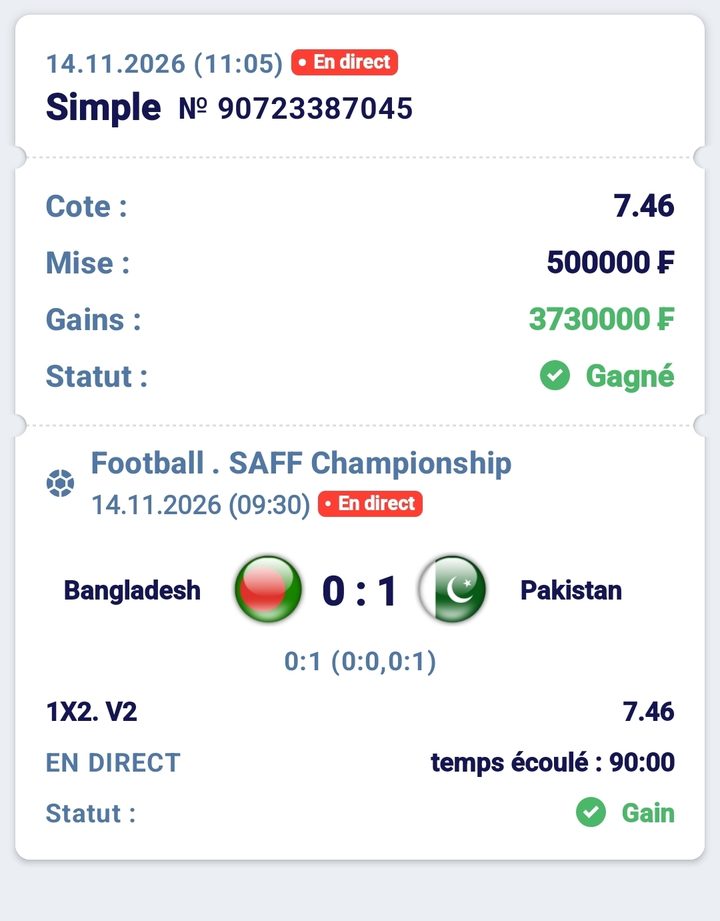 14.11.2026 (11:05) • En direct
Simple № 90723387045
Cote : 7.46
Mise : 500000 ₣
Gains : 3730000 ₣
Statut : Gagné
Football . SAFF Championship
14.11.2026 (09:30) • En direct
Bangladesh 0 : 1 Pakistan
0:1 (0:0,0:1)
1X2. V2 7.46
EN DIRECT temps écoulé : 90:00
Statut : Gain